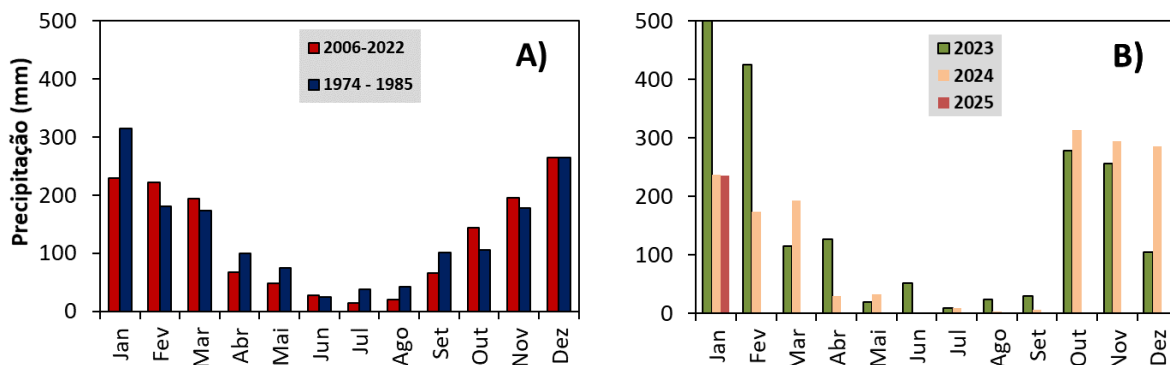 Precipitação (mm)
500
400
300
200
100
0
2006-2022
1974 - 1985
A)
Jan Fev Mar Abr Mai Jun Jul Ago Set Out Nov Dez
500
400
300
200
100
0
2023
2024
2025
B)
Jan Fev Mar Abr Mai Jun Jul Ago Set Out Nov Dez